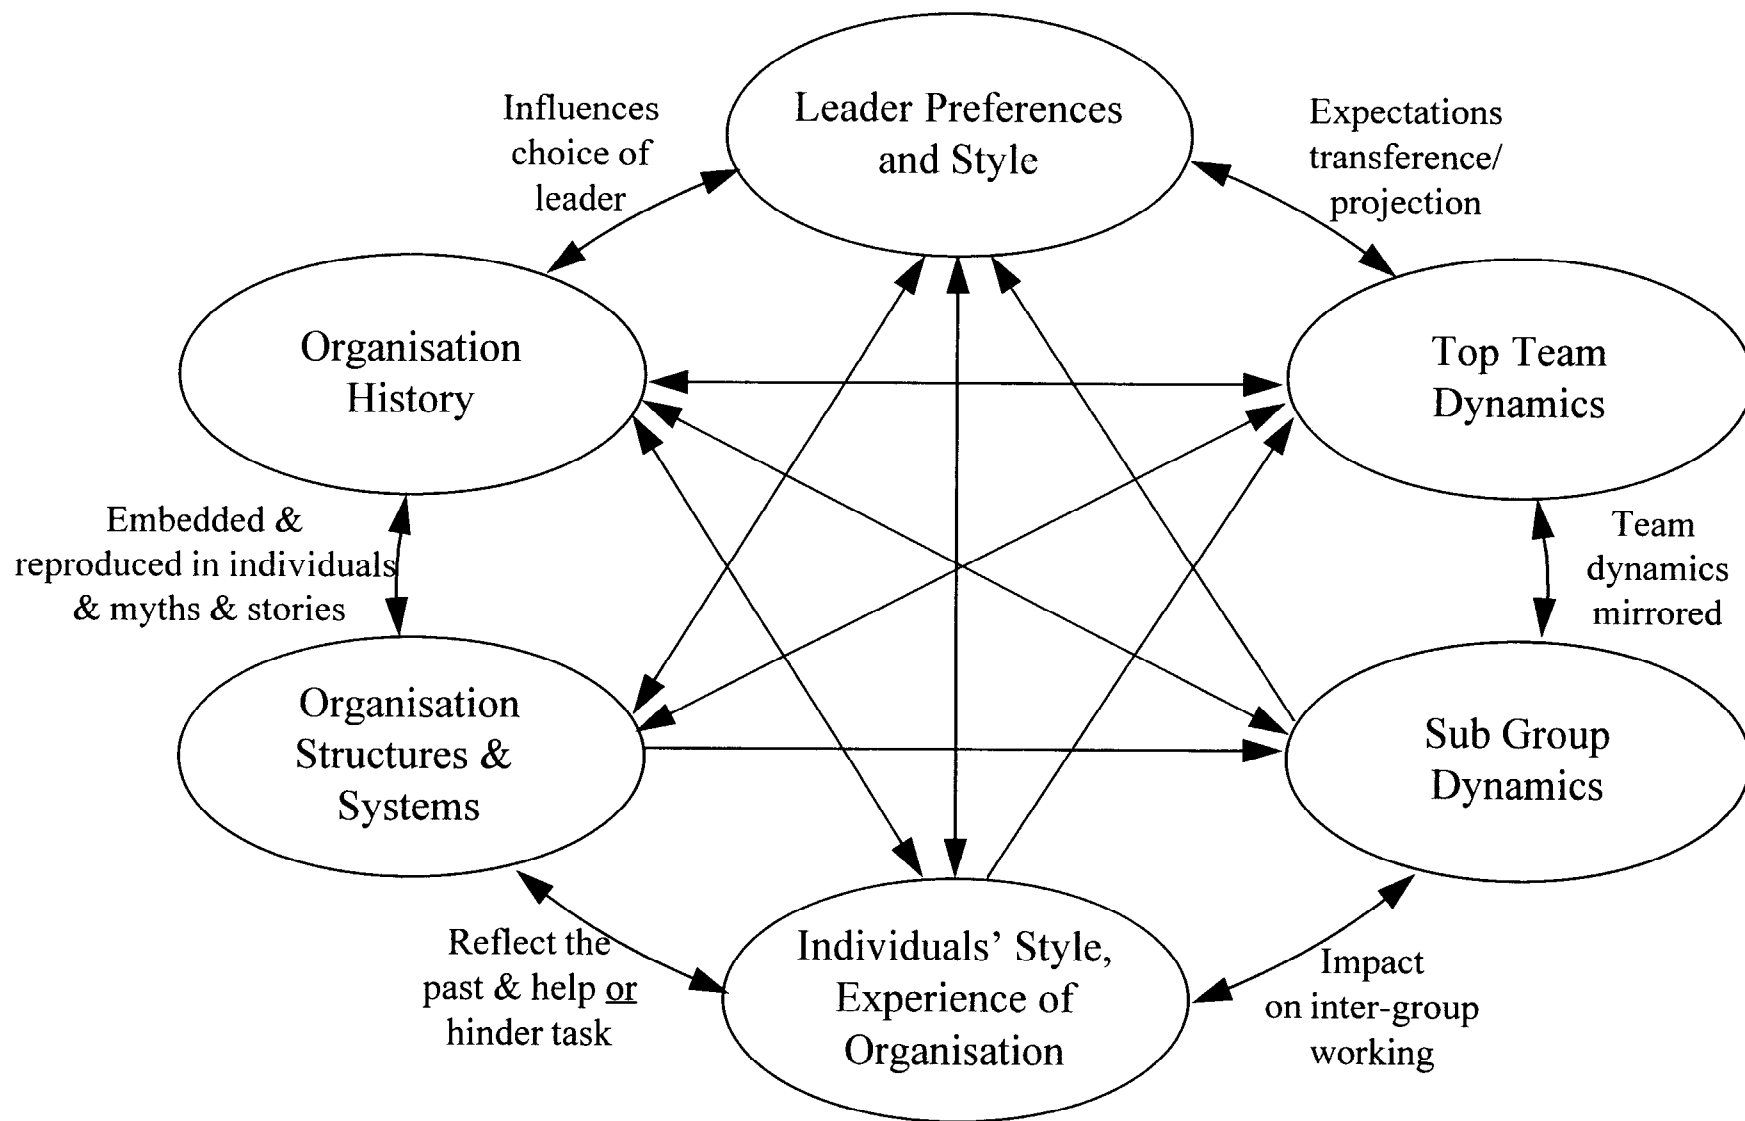 Leader Preferences
and Style
Influences
choice of
leader
Expectations
transference/
projection
Organisation
History
Top Team
Dynamics
Embedded &
reproduced in individuals
& myths & stories
Team
dynamics
mirrored
Organisation
Structures &
Systems
Sub Group
Dynamics
Reflect the
past & help or
hinder task
Individuals’ Style,
Experience of
Organisation
Impact
on inter-group
working